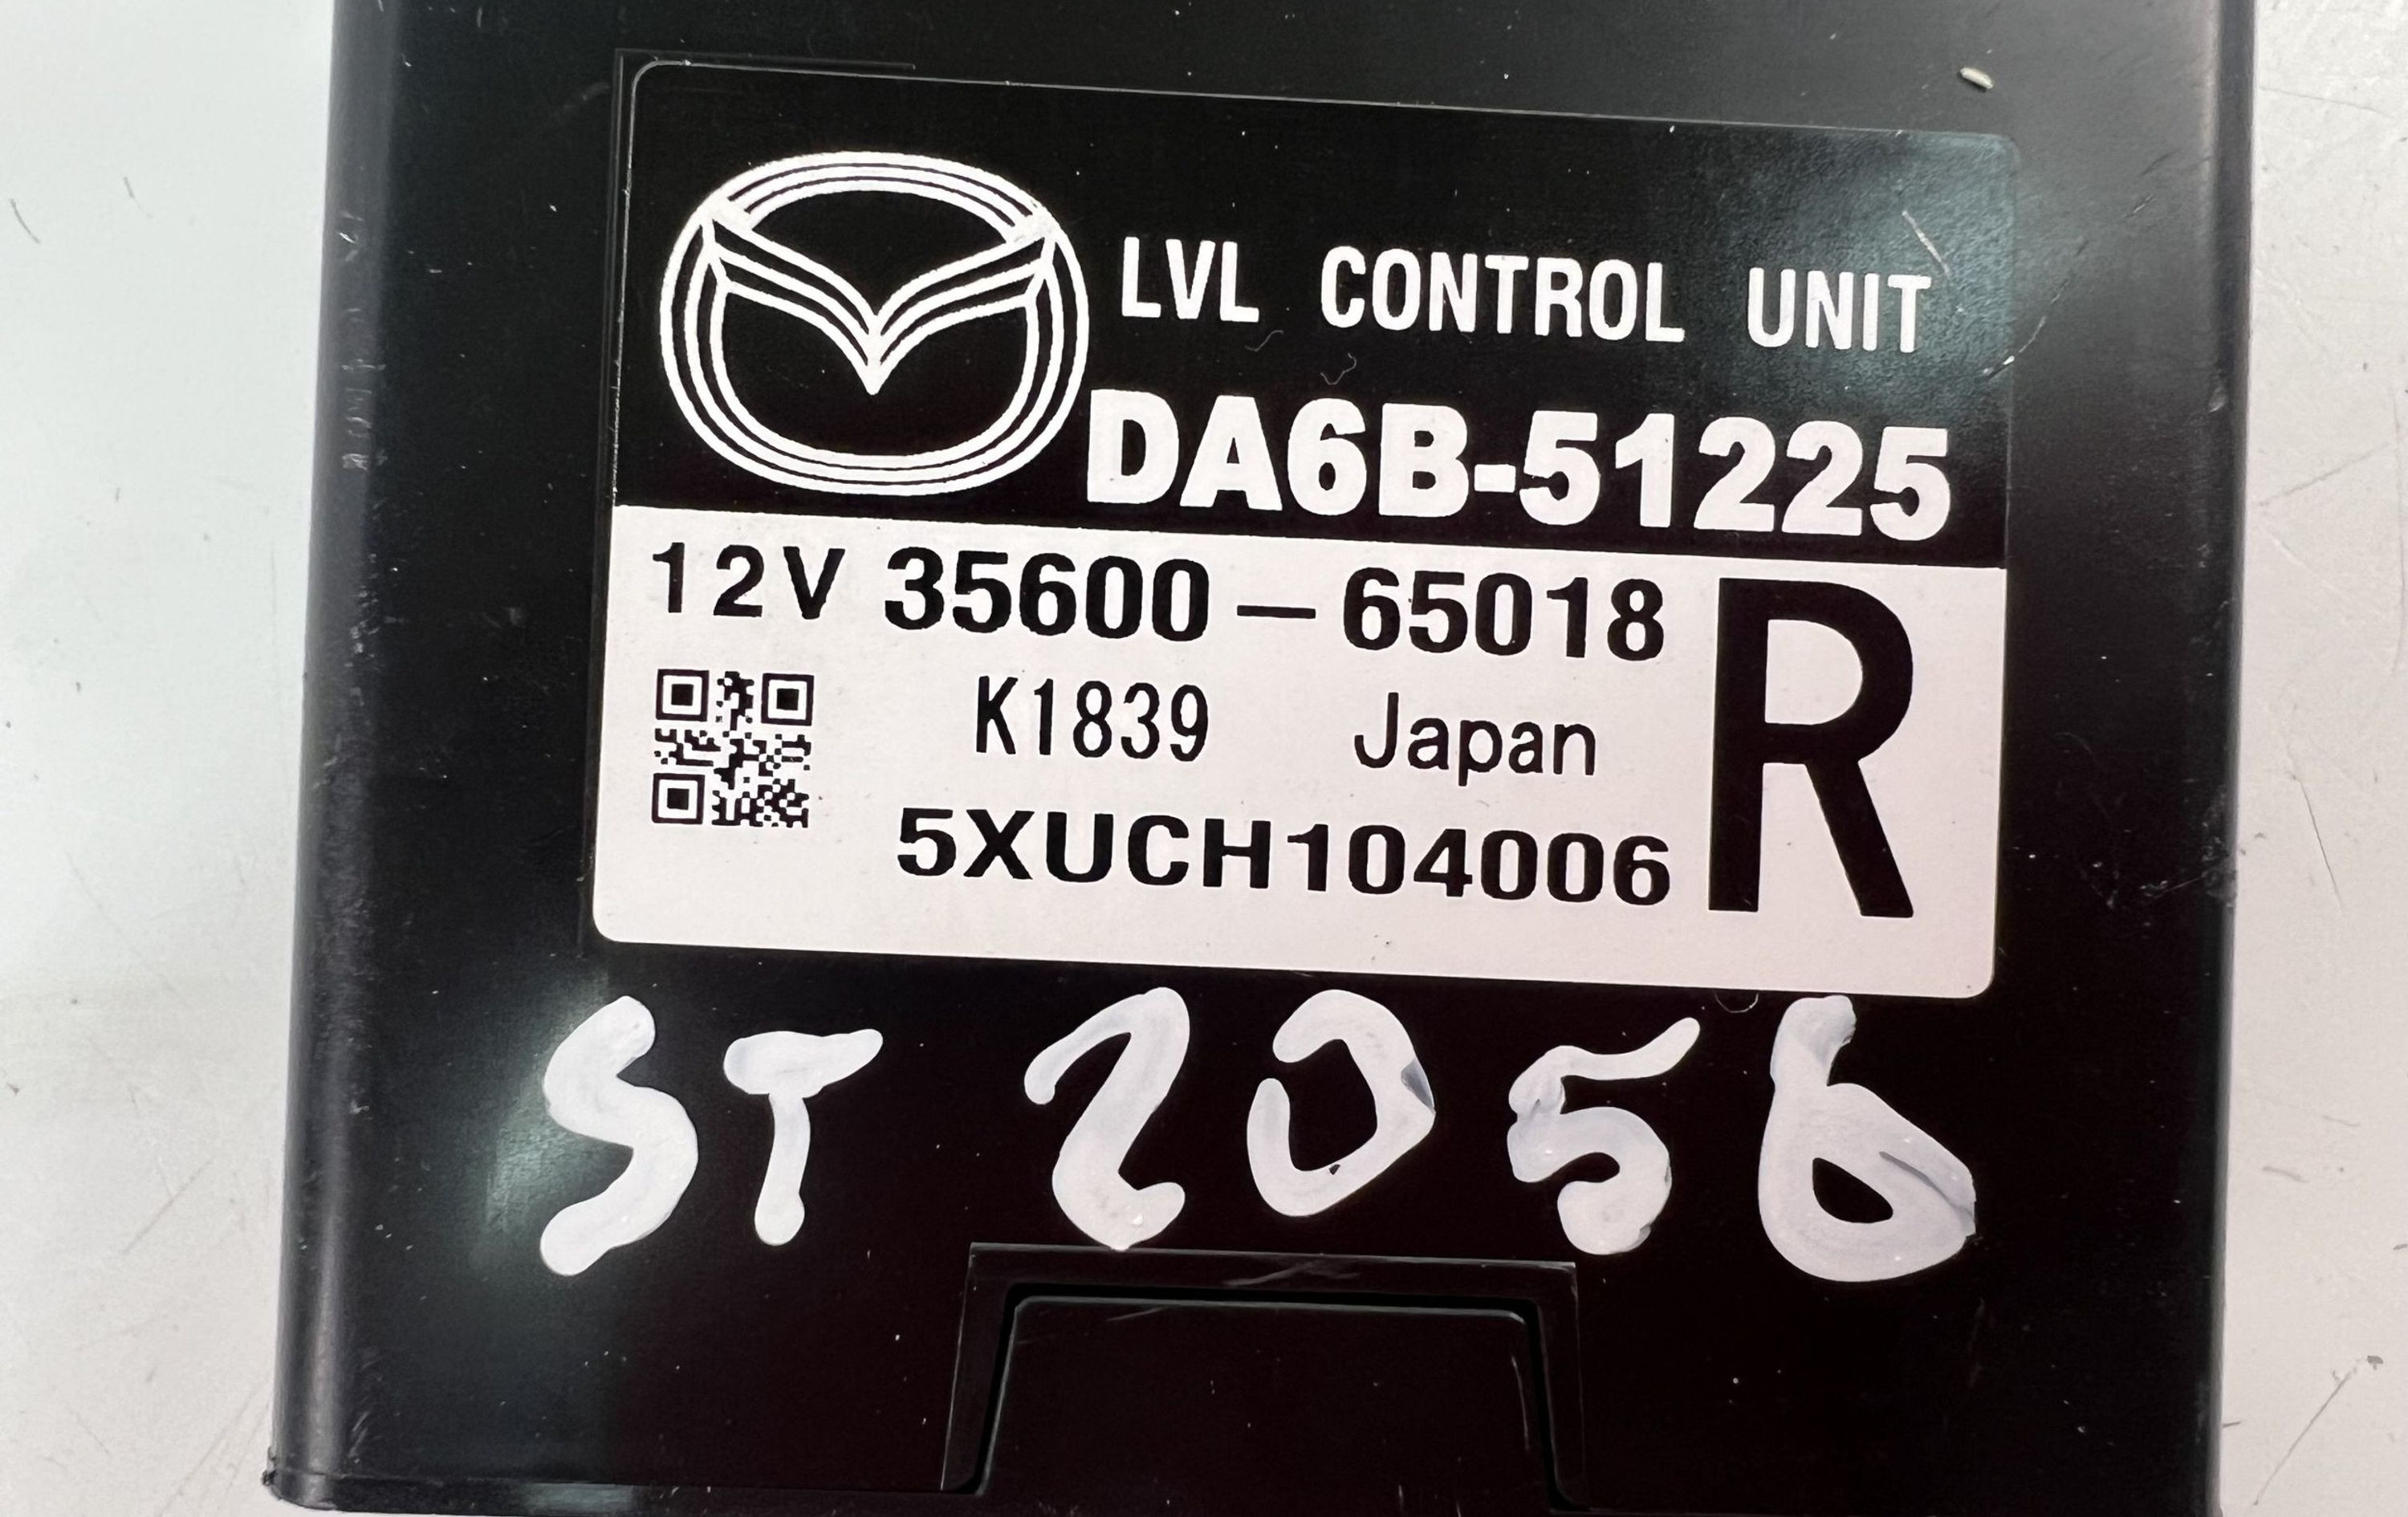 LVL CONTROL UNIT
DA6B-51225
12V 35600-65018
R
K1839 Japan
5XUCH104006
ST 2056